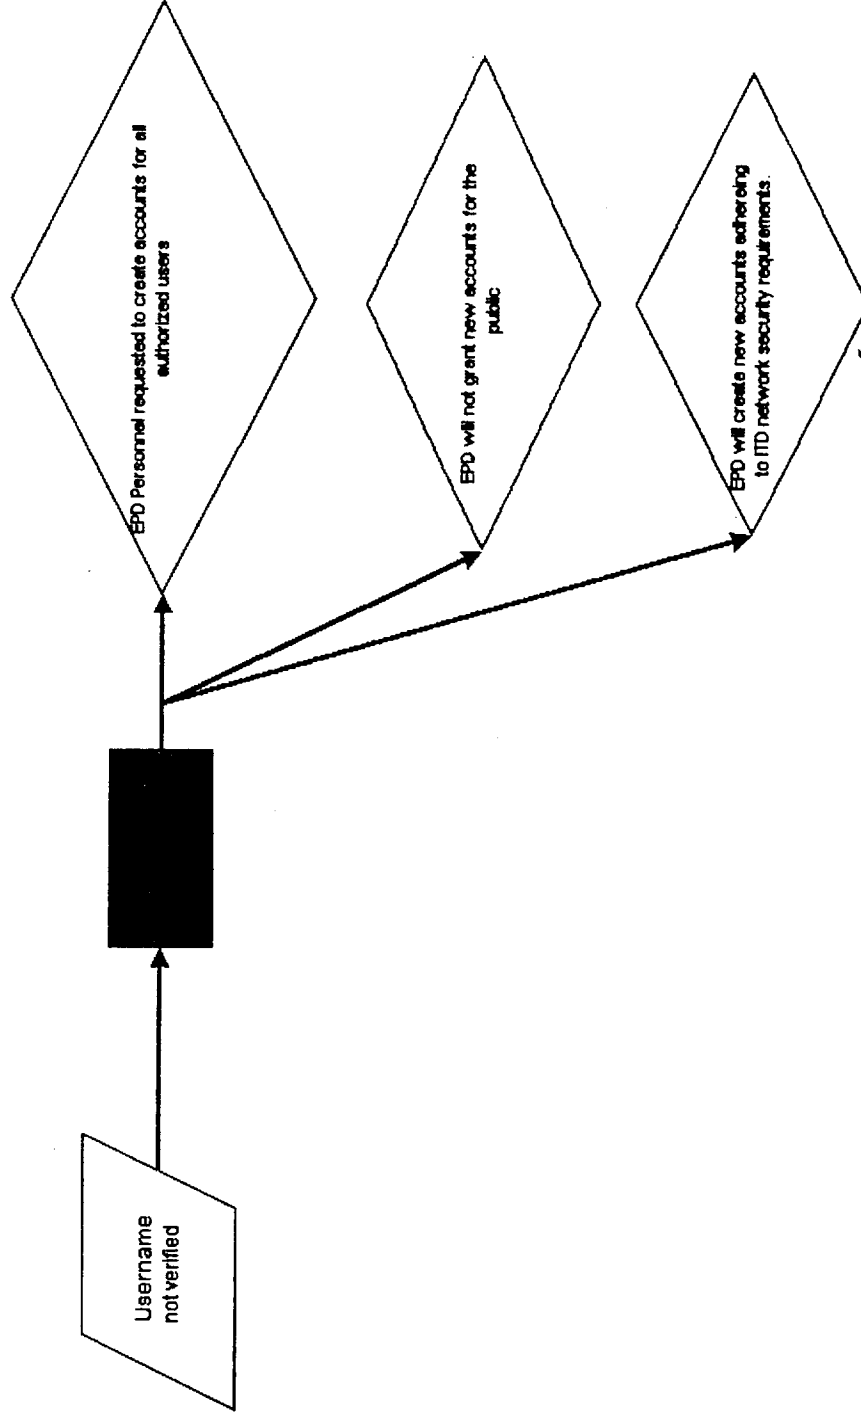 Username
not verified
EPD Personnel requested to create accounts for all
authorized users
EPD will not grant new accounts for the
public
EPD will create new accounts adhereing
to ITD network security requirements.